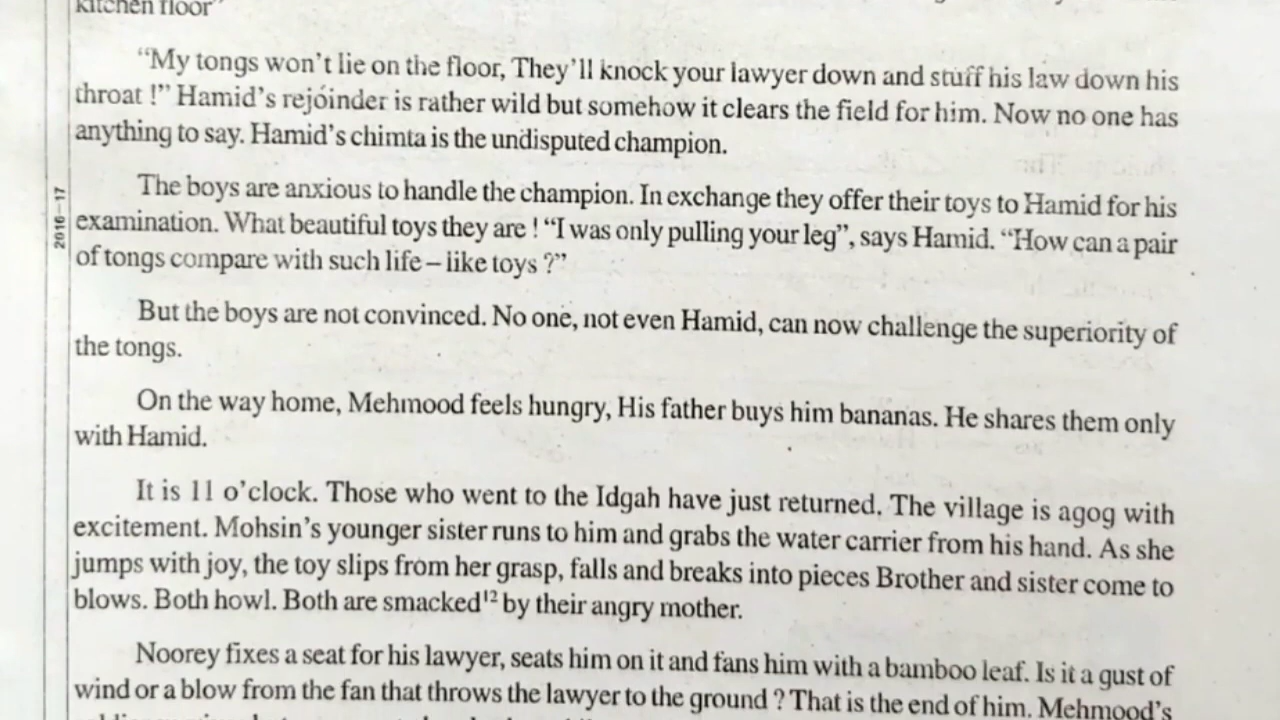 kitchen floor"
"My tongs won't lie on the floor, They'll knock your lawyer down and stuff his law down his
throat !" Hamid's rejoinder is rather wild but somehow it clears the field for him. Now no one has
anything to say. Hamid's chimta is the undisputed champion.
The boys are anxious to handle the champion. In exchange they offer their toys to Hamid for his
examination. What beautiful toys they are ! "I was only pulling your leg", says Hamid. "How can a pair
of tongs compare with such life – like toys ?"
But the boys are not convinced. No one, not even Hamid, can now challenge the superiority of
the tongs.
On the way home, Mehmood feels hungry, His father buys him bananas. He shares them only
with Hamid.
It is 11 o'clock. Those who went to the Idgah have just returned. The village is agog with
excitement. Mohsin's younger sister runs to him and grabs the water carrier from his hand. As she
jumps with joy, the toy slips from her grasp, falls and breaks into pieces Brother and sister come to
blows. Both howl. Both are smacked¹² by their angry mother.
Noorey fixes a seat for his lawyer, seats him on it and fans him with a bamboo leaf. Is it a gust of
wind or a blow from the fan that throws the lawyer to the ground ? That is the end of him. Mehmood's
2016–17